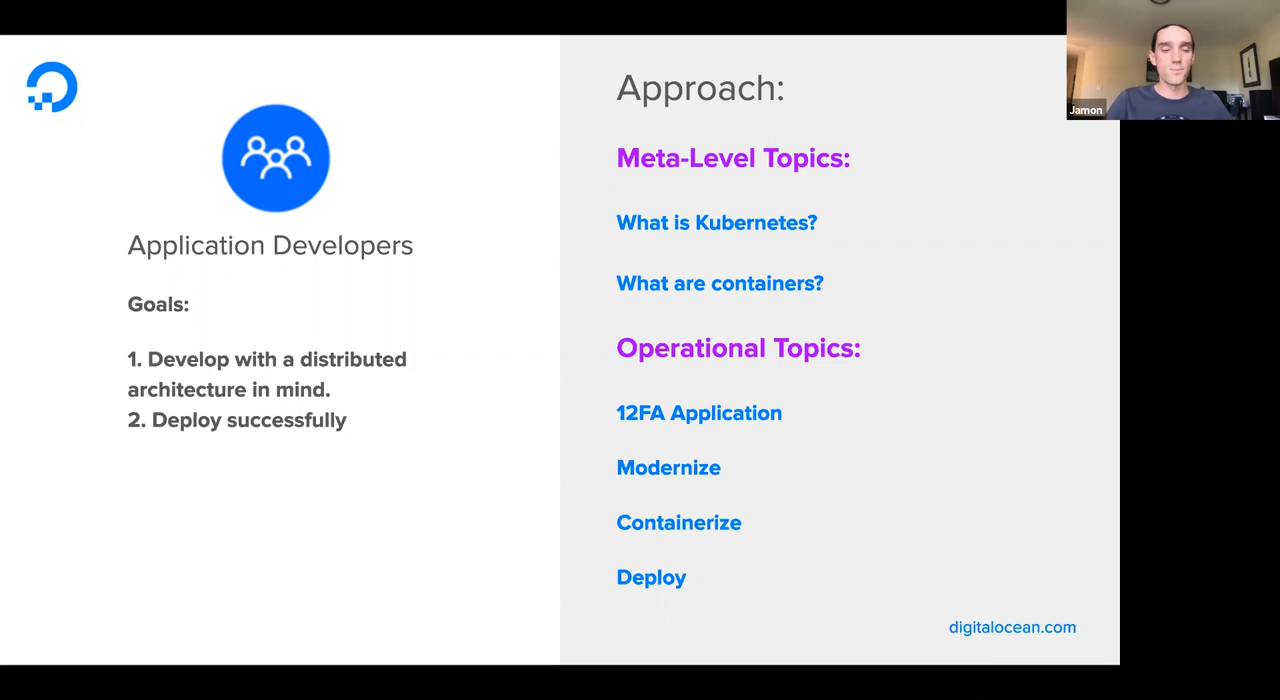 Application Developers
Goals:
1. Develop with a distributed
architecture in mind.
2. Deploy successfully
Approach:
Meta-Level Topics:
What is Kubernetes?
What are containers?
Operational Topics:
12FA Application
Modernize
Containerize
Deploy
digitalocean.com
Jamon